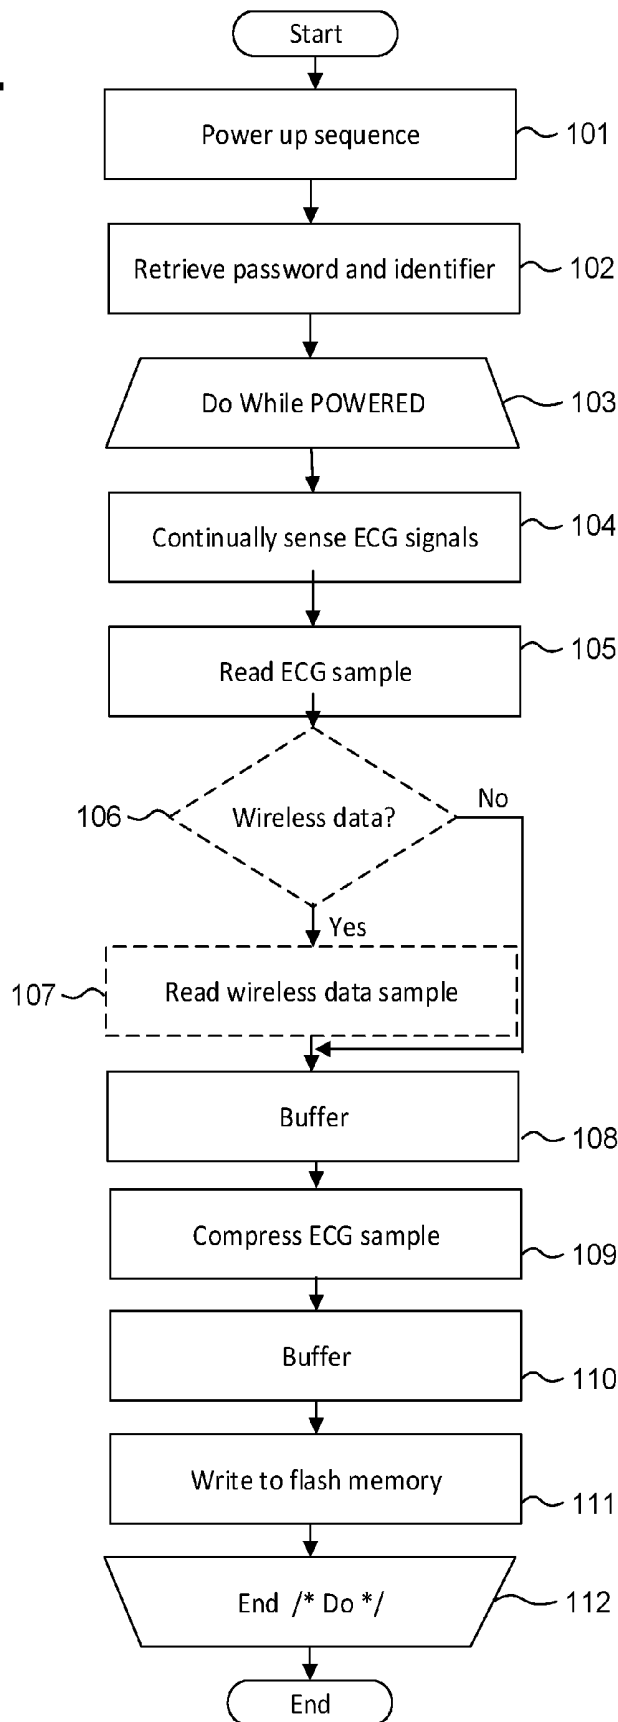 Start
Power up sequence
101
Retrieve password and identifier
102
Do While POWERED
103
Continually sense ECG signals
104
Read ECG sample
105
106
Wireless data?
No
Yes
107
Read wireless data sample
Buffer
108
Compress ECG sample
109
Buffer
110
Write to flash memory
111
End /* Do */
112
End